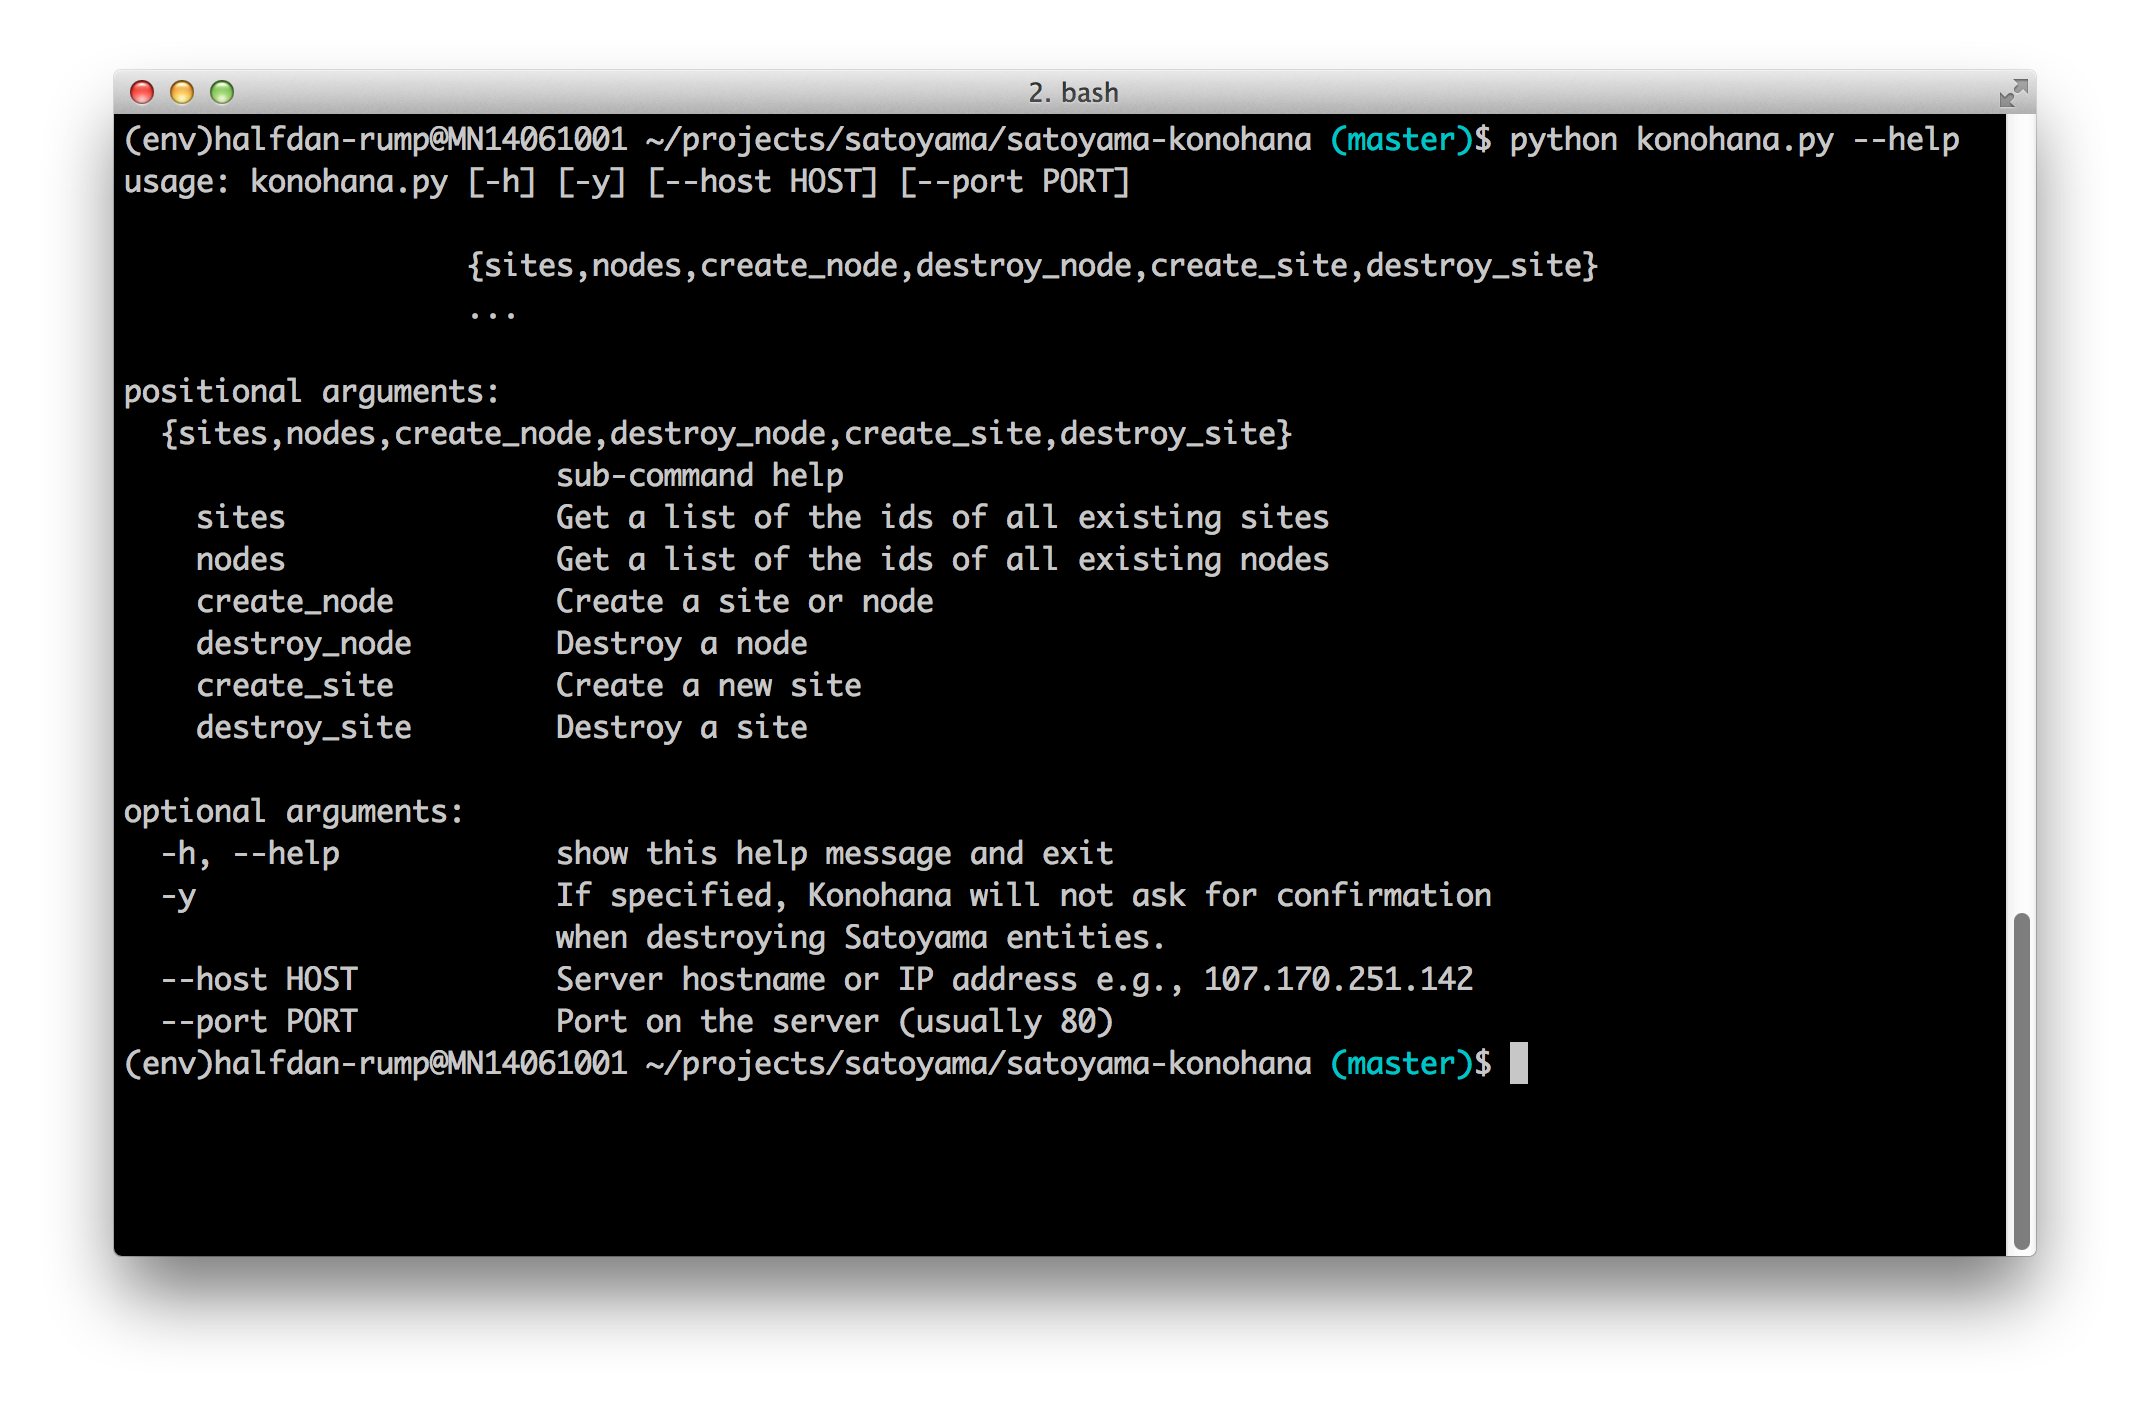 2. bash
(env)halfdan-rump@MN14061001 ~/projects/satoyama/satoyama-konohana (master)$ python konohana.py --help
usage: konohana.py [-h] [-y] [--host HOST] [--port PORT]
{sites,nodes,create_node,destroy_node,create_site,destroy_site}
...
positional arguments:
{sites,nodes,create_node,destroy_node,create_site,destroy_site}
sub-command help
sites Get a list of the ids of all existing sites
nodes Get a list of the ids of all existing nodes
create_node Create a site or node
destroy_node Destroy a node
create_site Create a new site
destroy_site Destroy a site
optional arguments:
-h, --help show this help message and exit
-y If specified, Konohana will not ask for confirmation
when destroying Satoyama entities.
--host HOST Server hostname or IP address e.g., 107.170.251.142
--port PORT Port on the server (usually 80)
(env)halfdan-rump@MN14061001 ~/projects/satoyama/satoyama-konohana (master)$